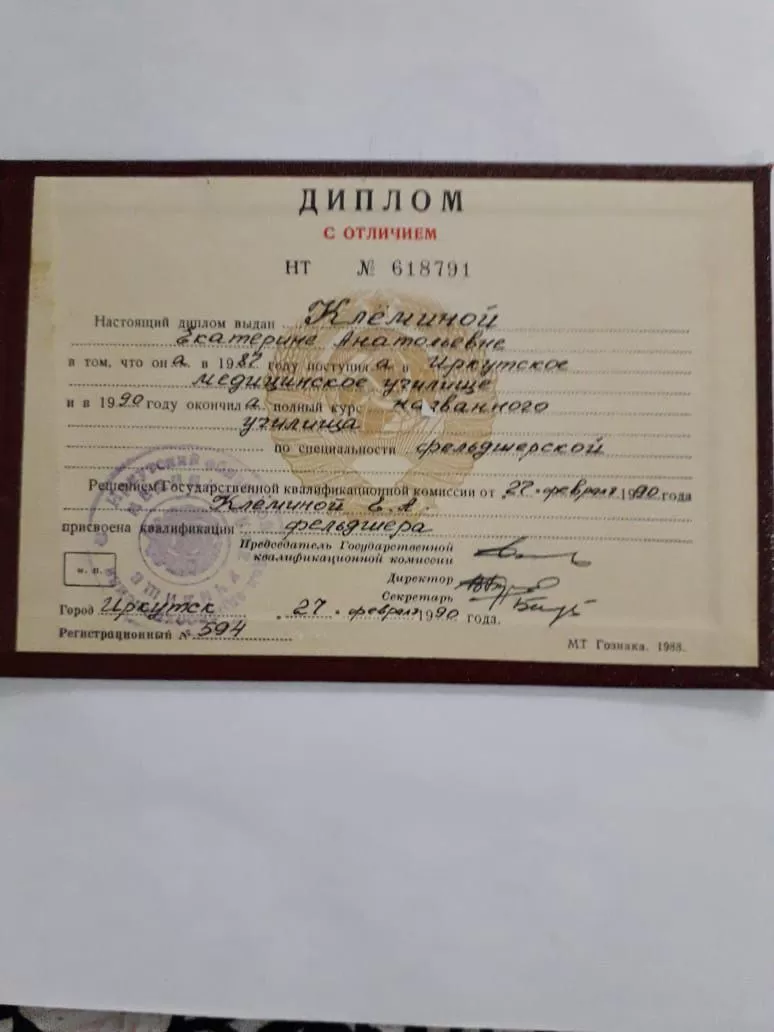 ДИПЛОМ
С ОТЛИЧИЕМ
НТ № 618791
Настоящий диплом выдан Клёминой
Екатерине Анатольевне
в том, что она в 1987 году поступила в Иркутское
медицинское училище
и в 1990 году окончила полный курс названного
училища
по специальности фельдшерской
Решением Государственной квалификационной комиссии от 27 февраля 1990 года
Клёминой Е.А.
присвоена квалификация фельдшера
Председатель Государственной
квалификационной комиссии
Директор
Секретарь
м. п.
Город Иркутск 27 февраля 1990 года.
Регистрационный № 594
МТ Гознака. 1988.